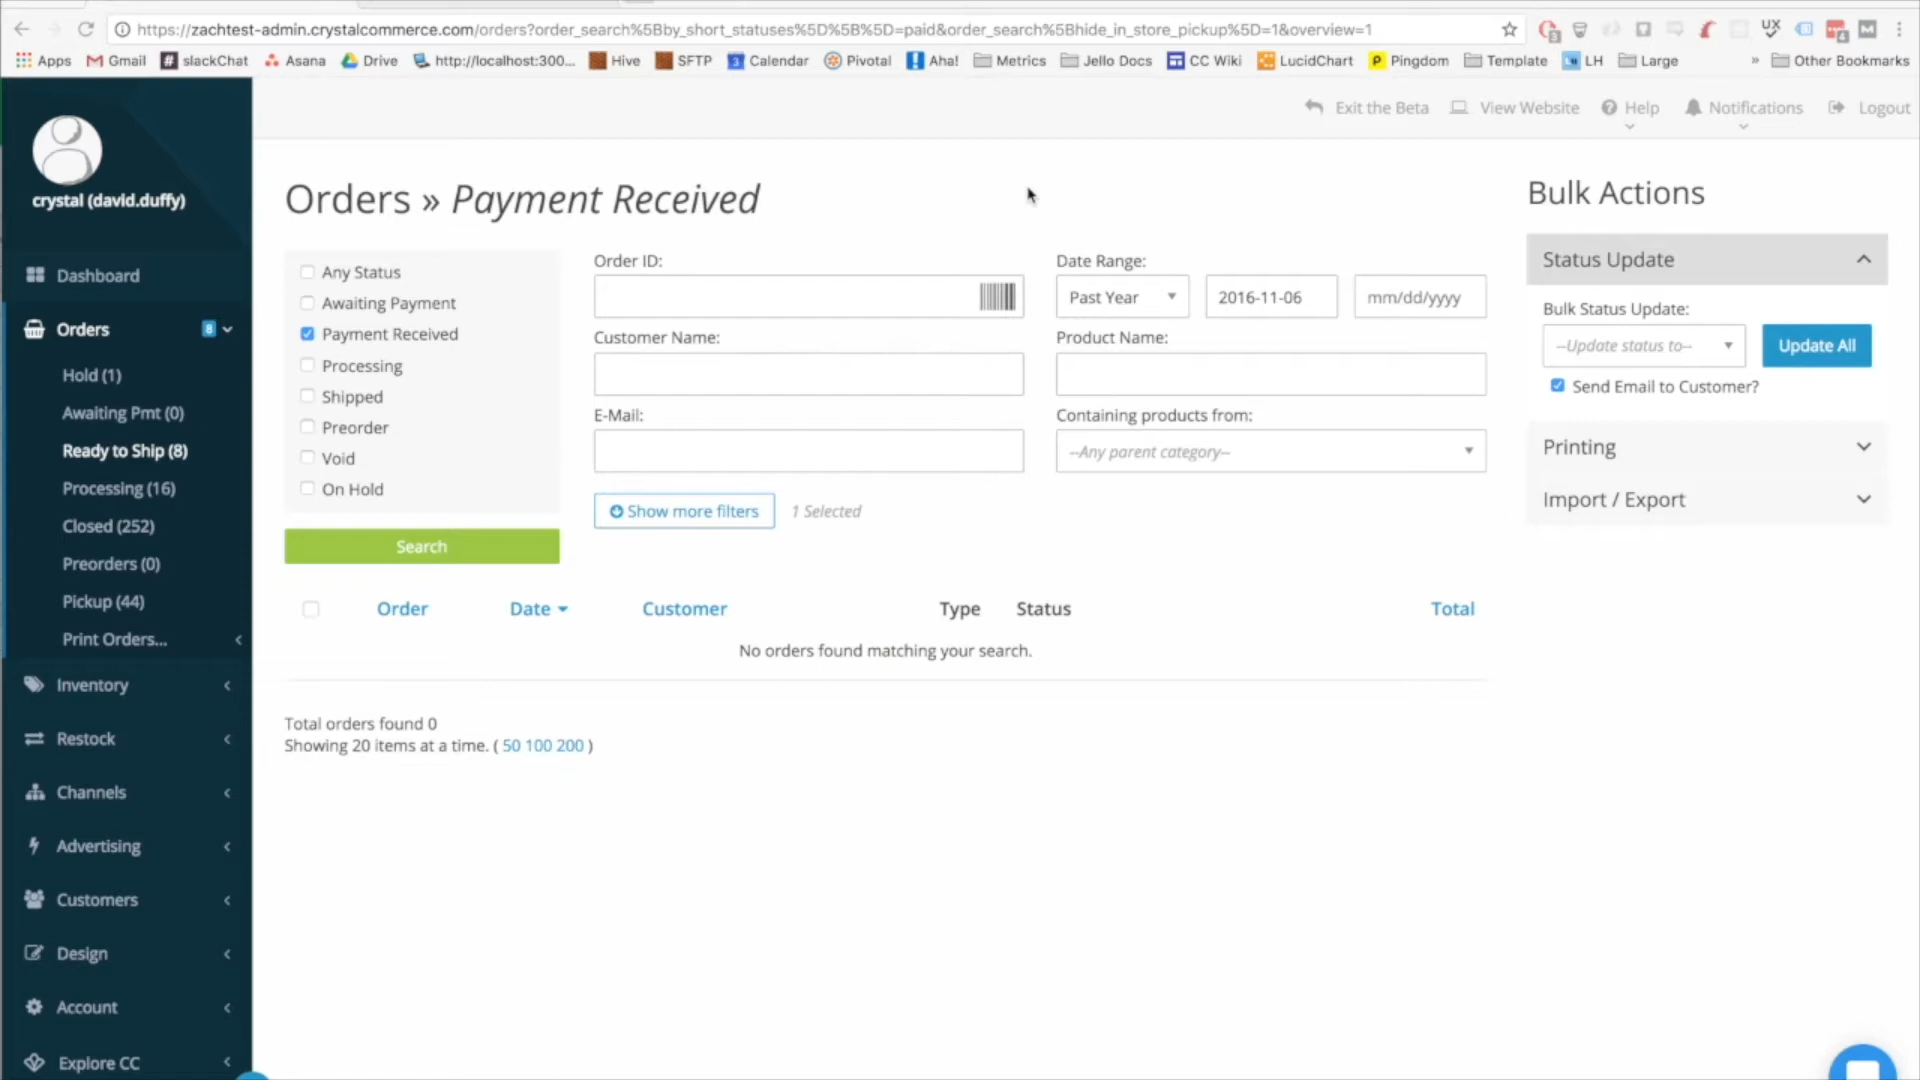 https://zachtest-admin.crystalcommerce.com/orders?order_search%5Bby_short_statuses%5D%5B%5D=paid&order_search%5Bhide_in_store_pickup%5D=1&overview=1
Apps Gmail slackChat Asana Drive http://localhost:300... Hive SFTP Calendar Pivotal Aha! Metrics Jello Docs CC Wiki LucidChart Pingdom Template LH Large » Other Bookmarks
Exit the Beta View Website Help Notifications Logout
crystal (david.duffy)
Dashboard
Orders 8
Hold (1)
Awaiting Pmt (0)
Ready to Ship (8)
Processing (16)
Closed (252)
Preorders (0)
Pickup (44)
Print Orders...
Inventory
Restock
Channels
Advertising
Customers
Design
Account
Explore CC
Orders » Payment Received
Any Status
Awaiting Payment
Payment Received
Processing
Shipped
Preorder
Void
On Hold
Search
Order ID:
Customer Name:
E-Mail:
Show more filters 1 Selected
Date Range:
Past Year 2016-11-06 mm/dd/yyyy
Product Name:
Containing products from:
--Any parent category--
Order Date Customer Type Status Total
No orders found matching your search.
Total orders found 0
Showing 20 items at a time. ( 50 100 200 )
Bulk Actions
Status Update
Bulk Status Update:
--Update status to-- Update All
Send Email to Customer?
Printing
Import / Export